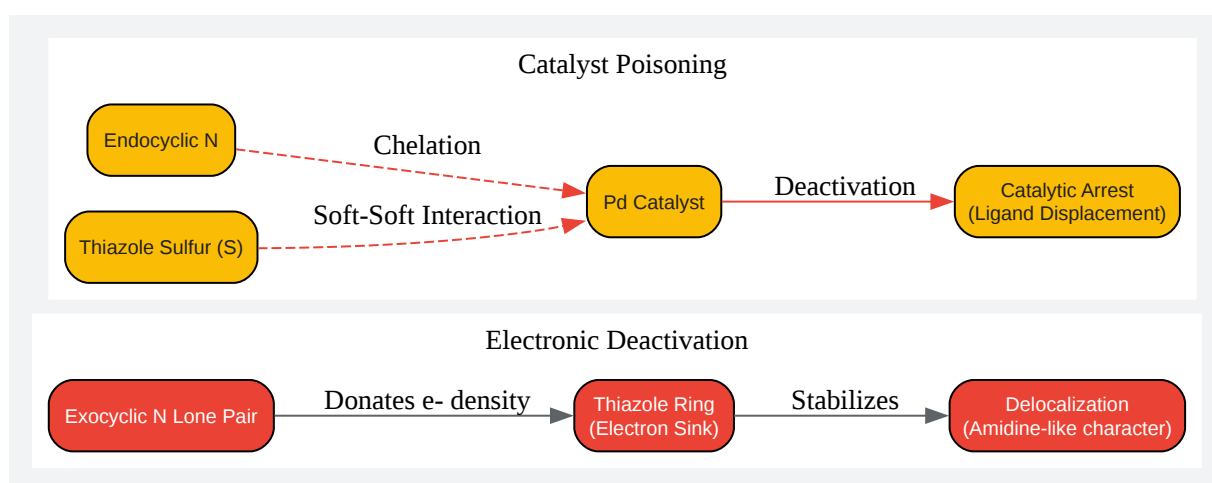 Catalyst Poisoning
Endocyclic N
Chelation
Thiazole Sulfur (S)
Soft-Soft Interaction
Pd Catalyst
Deactivation
Catalytic Arrest
(Ligand Displacement)
Electronic Deactivation
Exocyclic N Lone Pair
Donates e- density
Thiazole Ring
(Electron Sink)
Stabilizes
Delocalization
(Amidine-like character)